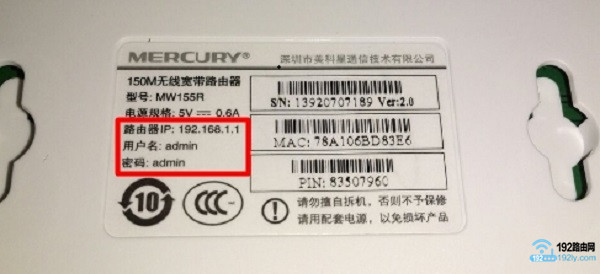 MERCURY®
深圳市美科星通信技术有限公司
150M无线宽带路由器
型号: MW155R
电源规格: 5V⎓0.6A
路由器IP: 192.168.1.1
用户名: admin
密码: admin
S/N: 13920707189 Ver:2.0
MAC: 78A106BD83E6
PIN: 83507960
10
CCC
请勿擅自拆机, 否则不予保修
请用配套电源, 以免损坏产品
192路由网
192ly.com